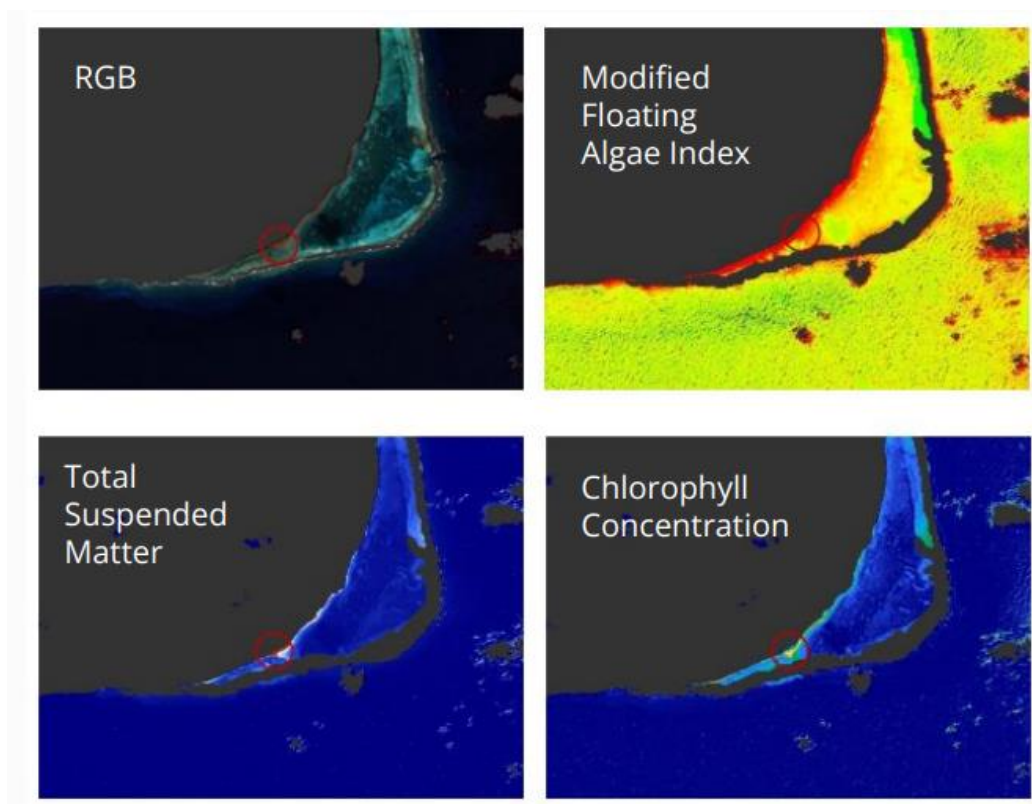 RGB
Modified
Floating
Algae Index
Total
Suspended
Matter
Chlorophyll
Concentration